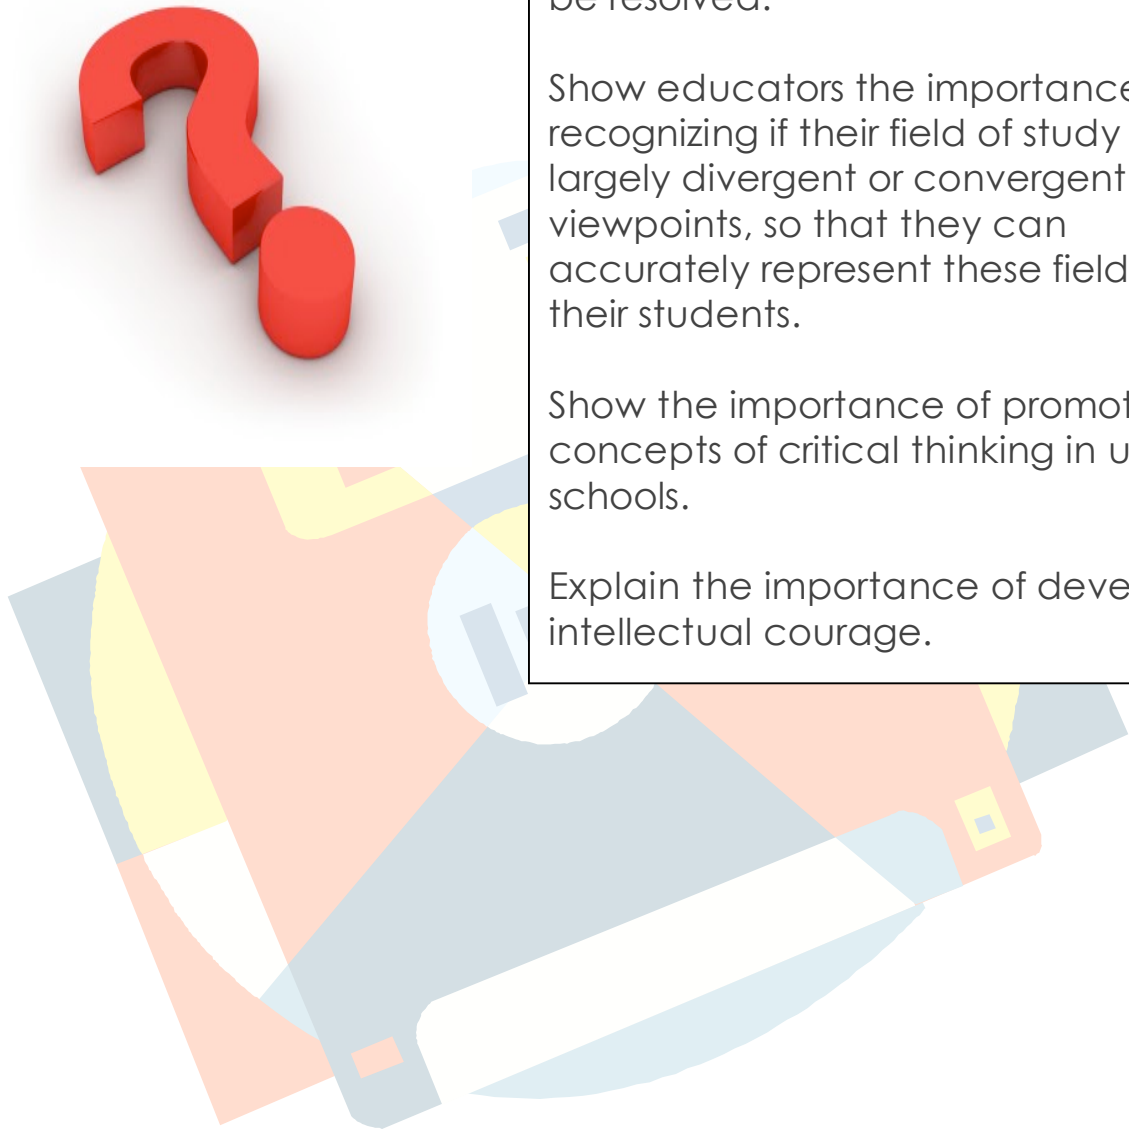 be resolved.
Show educators the importance
recognizing if their field of study
largely divergent or convergent
viewpoints, so that they can
accurately represent these field
their students.
Show the importance of promot
concepts of critical thinking in u
schools.
Explain the importance of deve
intellectual courage.